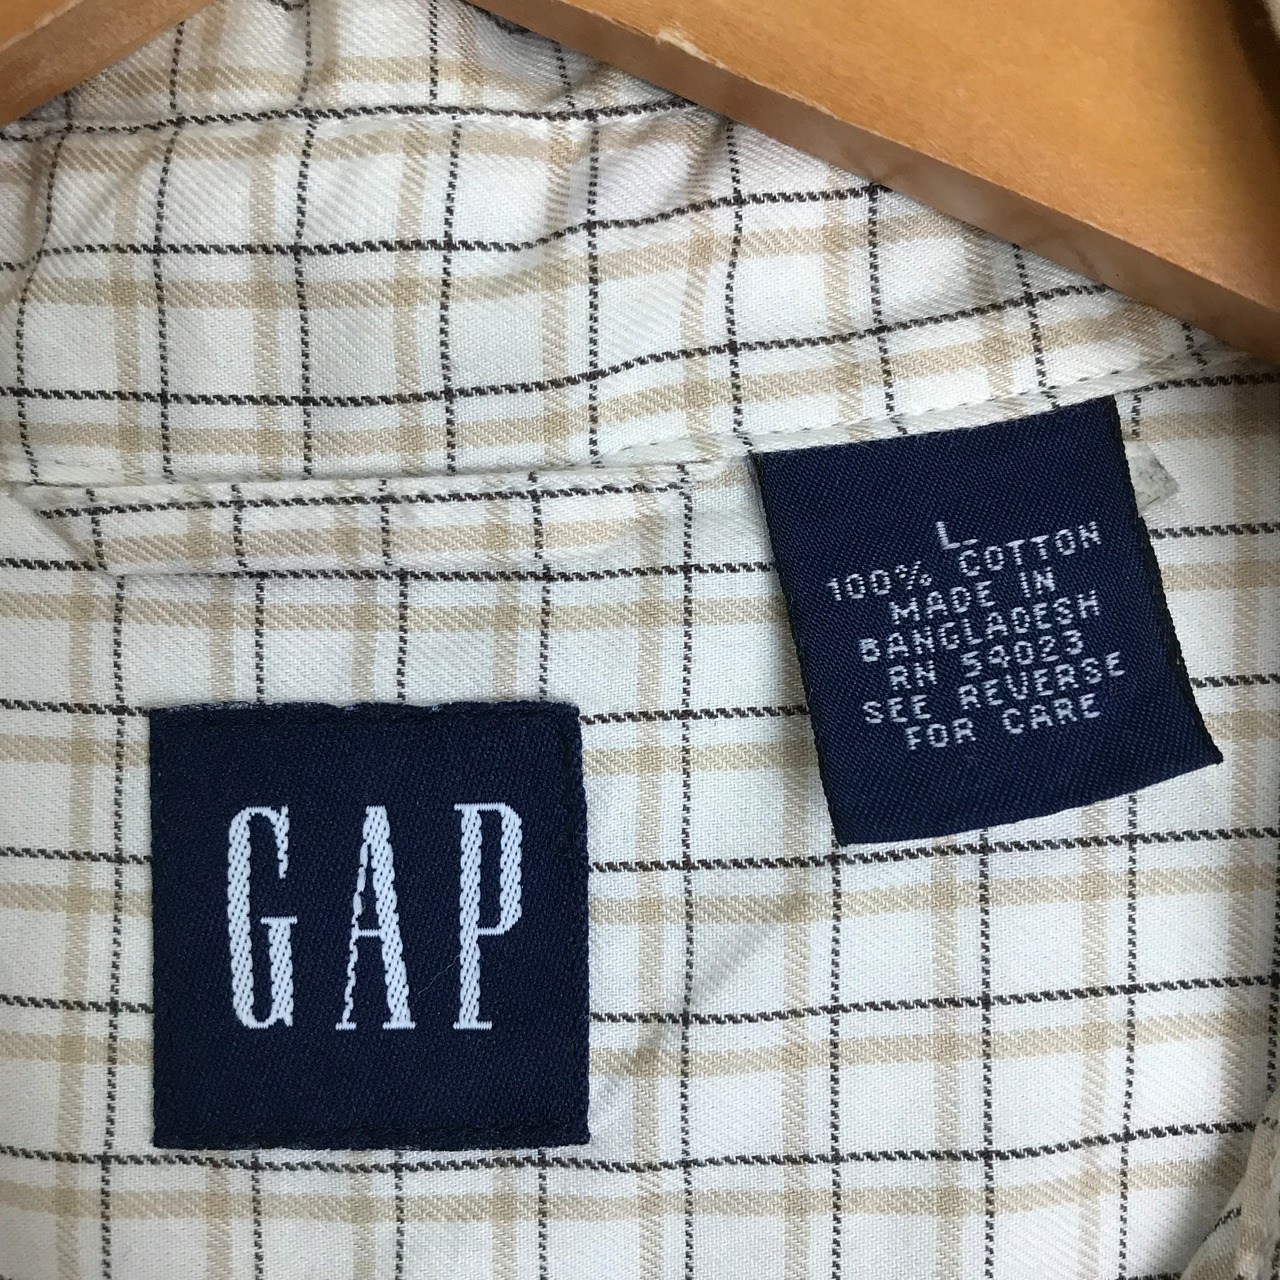 L
100% COTTON
MADE IN
BANGLADESH
RN 54023
SEE REVERSE
FOR CARE
GAP